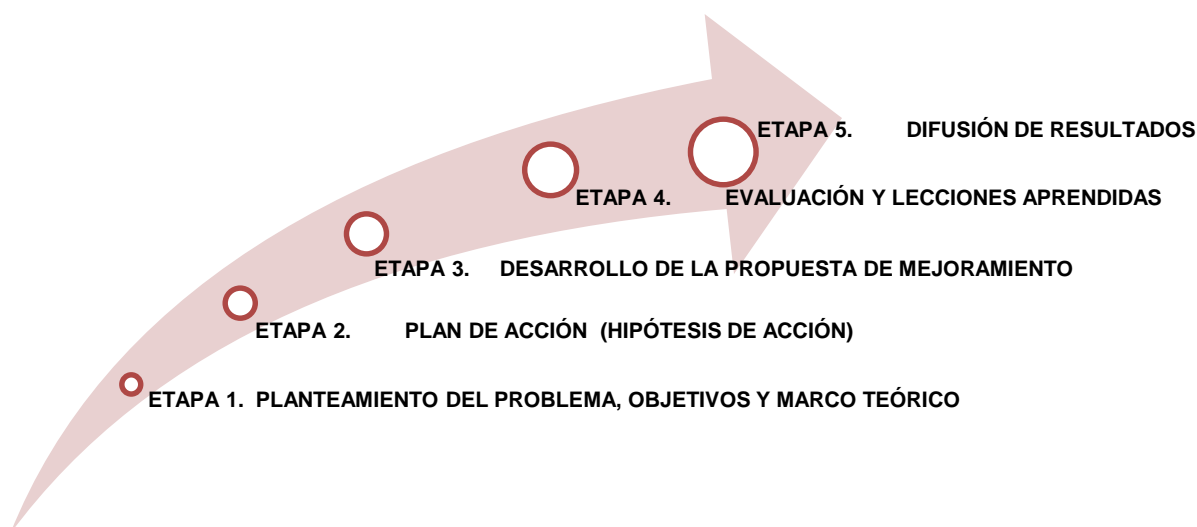 ETAPA 5. DIFUSIÓN DE RESULTADOS
ETAPA 4. EVALUACIÓN Y LECCIONES APRENDIDAS
ETAPA 3. DESARROLLO DE LA PROPUESTA DE MEJORAMIENTO
ETAPA 2. PLAN DE ACCIÓN (HIPÓTESIS DE ACCIÓN)
ETAPA 1. PLANTEAMIENTO DEL PROBLEMA, OBJETIVOS Y MARCO TEÓRICO